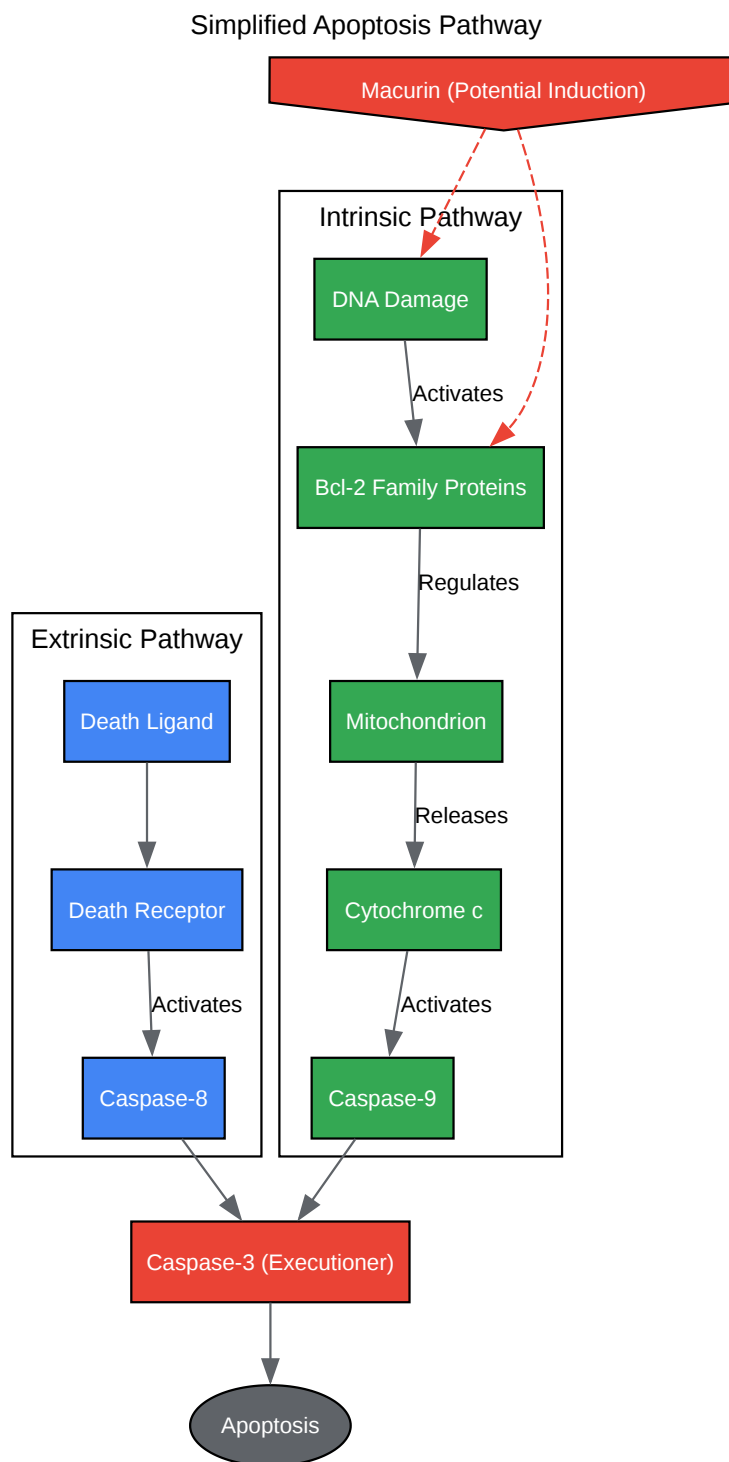 Simplified Apoptosis Pathway
Macurin (Potential Induction)
Intrinsic Pathway
DNA Damage
Activates
Bcl-2 Family Proteins
Regulates
Extrinsic Pathway
Death Ligand
Mitochondrion
Releases
Death Receptor
Cytochrome c
Activates
Activates
Caspase-8
Caspase-9
Caspase-3 (Executioner)
Apoptosis